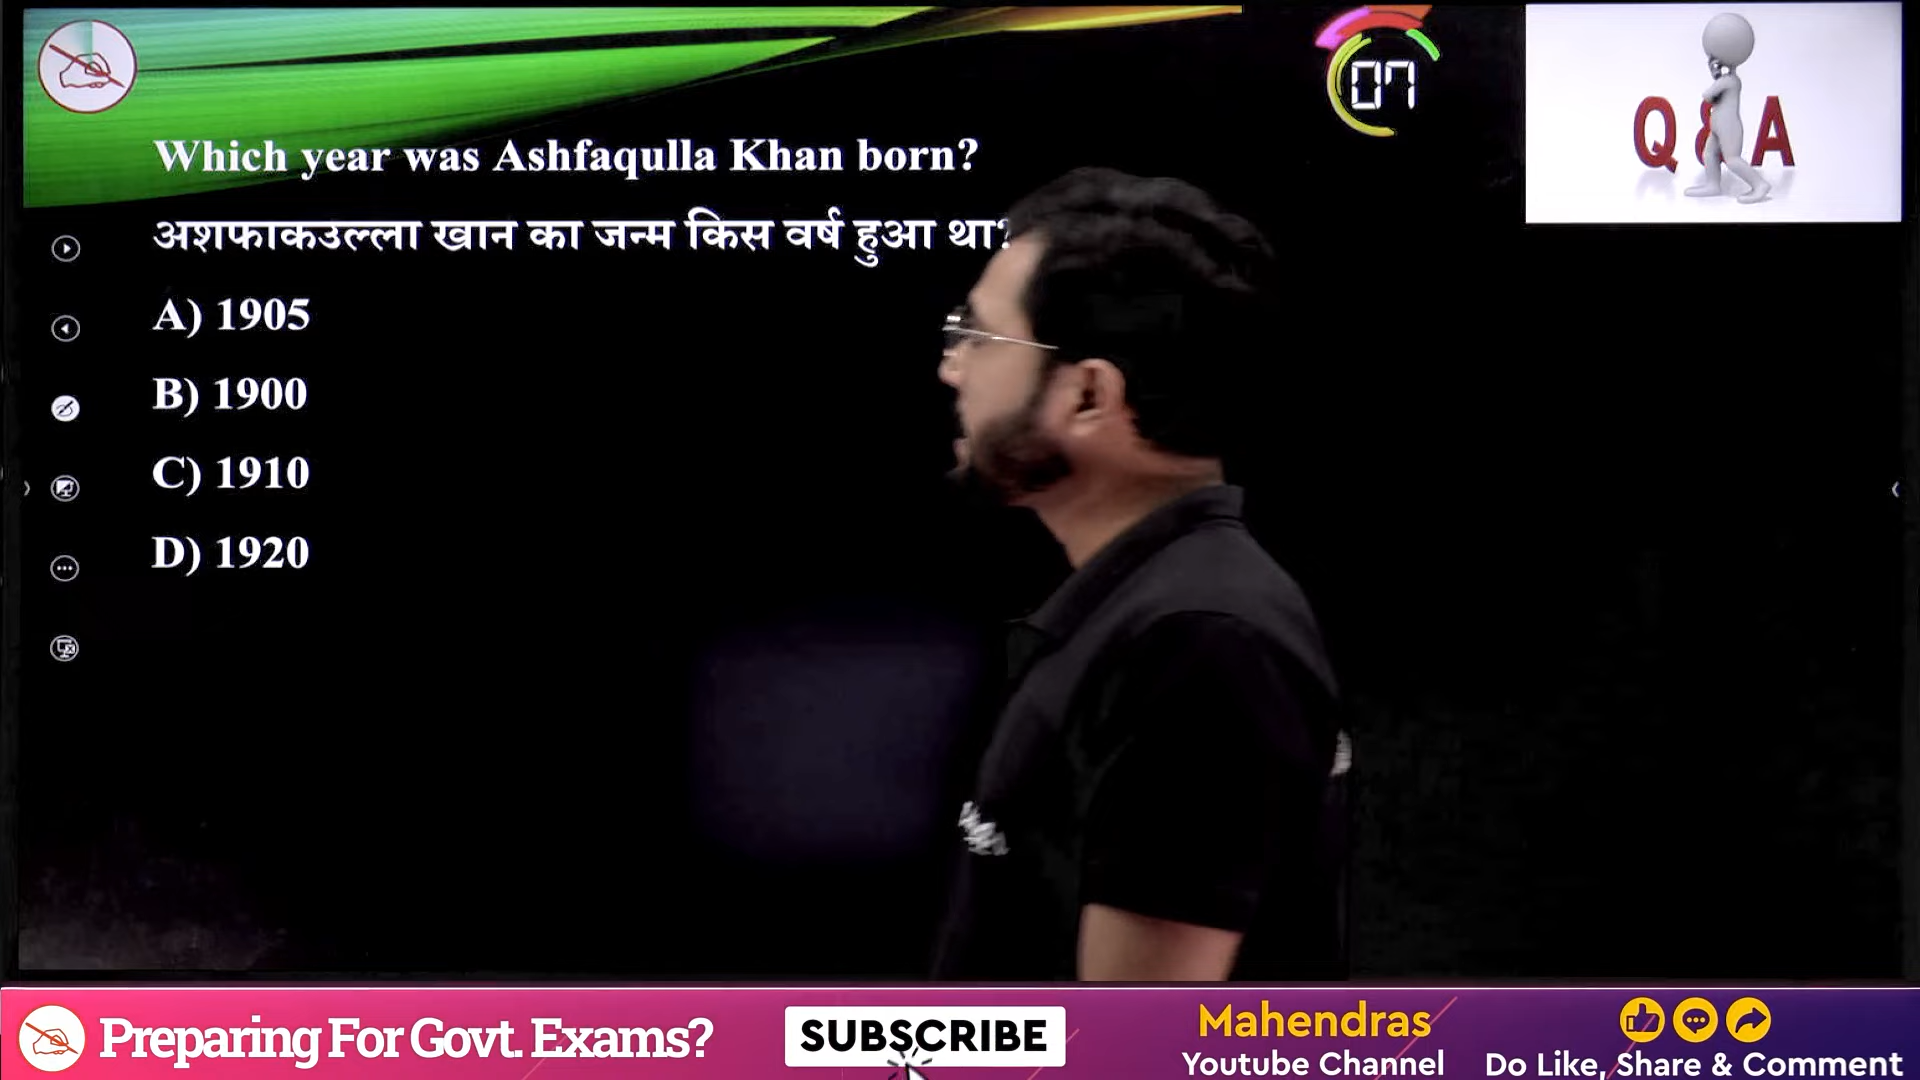 07
Q & A
Which year was Ashfaqulla Khan born?
अशफाकउल्ला खान का जन्म किस वर्ष हुआ था?
A) 1905
B) 1900
C) 1910
D) 1920
Preparing For Govt. Exams?
SUBSCRIBE
Mahendras
Youtube Channel
Do Like, Share & Comment